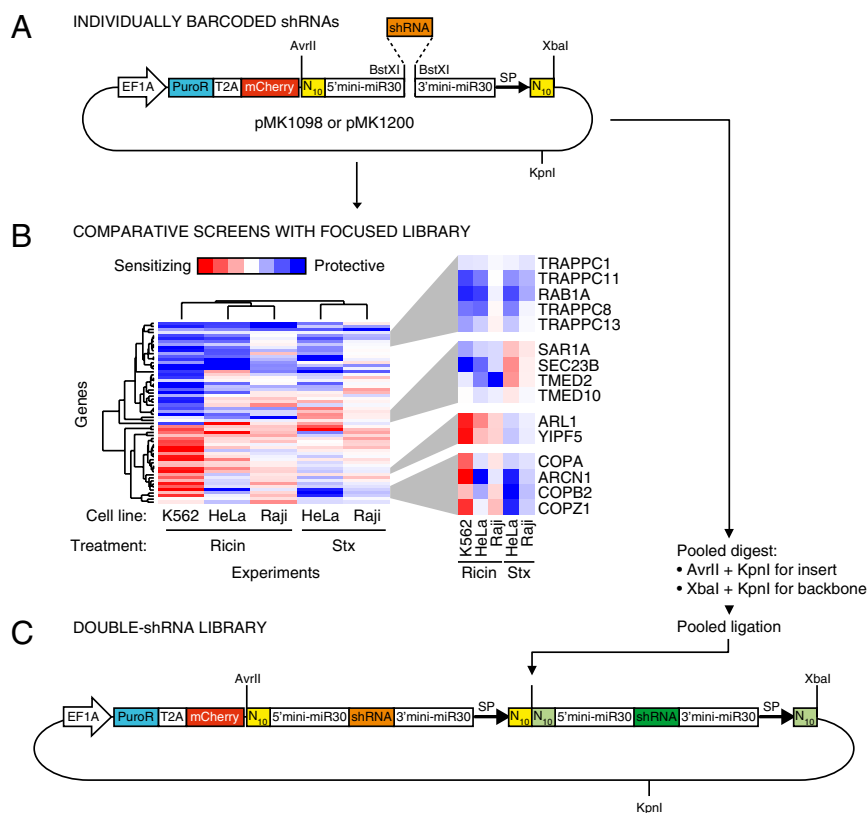 A INDIVIDUALLY BARCODED shRNAs
shRNA
AvrII
XbaI
BstXI BstXI
SP
EF1A PuroR T2A mCherry N10 5'mini-miR30 3'mini-miR30 N10
pMK1098 or pMK1200
KpnI
B COMPARATIVE SCREENS WITH FOCUSED LIBRARY
Sensitizing Protective
Genes
Cell line: K562 HeLa Raji HeLa Raji
Treatment: Ricin Stx
Experiments
TRAPPC1
TRAPPC11
RAB1A
TRAPPC8
TRAPPC13
SAR1A
SEC23B
TMED2
TMED10
ARL1
YIPF5
COPA
ARCN1
COPB2
COPZ1
K562 HeLa Raji HeLa Raji
Ricin Stx
Pooled digest:
• AvrII + KpnI for insert
• XbaI + KpnI for backbone
Pooled ligation
C DOUBLE-shRNA LIBRARY
AvrII
XbaI
SP SP
EF1A PuroR T2A mCherry N10 5'mini-miR30 shRNA 3'mini-miR30 N10 N10 5'mini-miR30 shRNA 3'mini-miR30 N10
KpnI